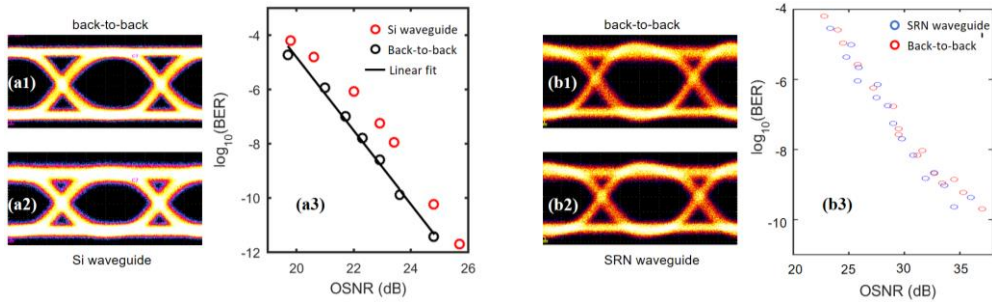 back-to-back
(a1)
(a2)
Si waveguide
-4
-6
-8
-10
-12
log10(BER)
20
22
24
26
OSNR (dB)
Si waveguide
Back-to-back
Linear fit
(a3)
back-to-back
(b1)
(b2)
SRN waveguide
-4
-6
-8
-10
log10(BER)
20
25
30
35
OSNR (dB)
SRN waveguide
Back-to-back
(b3)